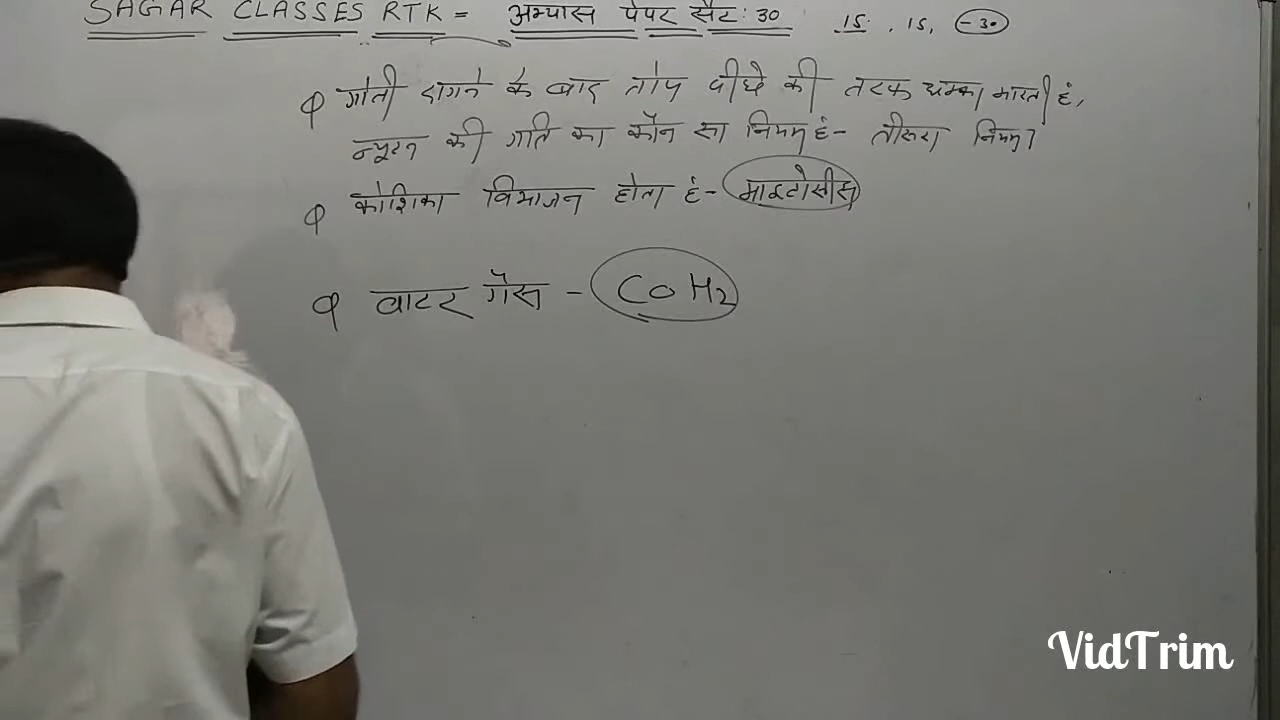 SAGAR CLASSES RTK = अभ्यास पेपर सैट: 30 15. . 15, -30
Q गोली दागने के बाद तोप पीछे की तरफ धक्का मारती है,
न्यूटन की गति का कौन सा नियम है- तीसरा नियम।
Q कोशिका विभाजन होता है- माइटोसीस
Q वाटर गैस - CO H2
VidTrim